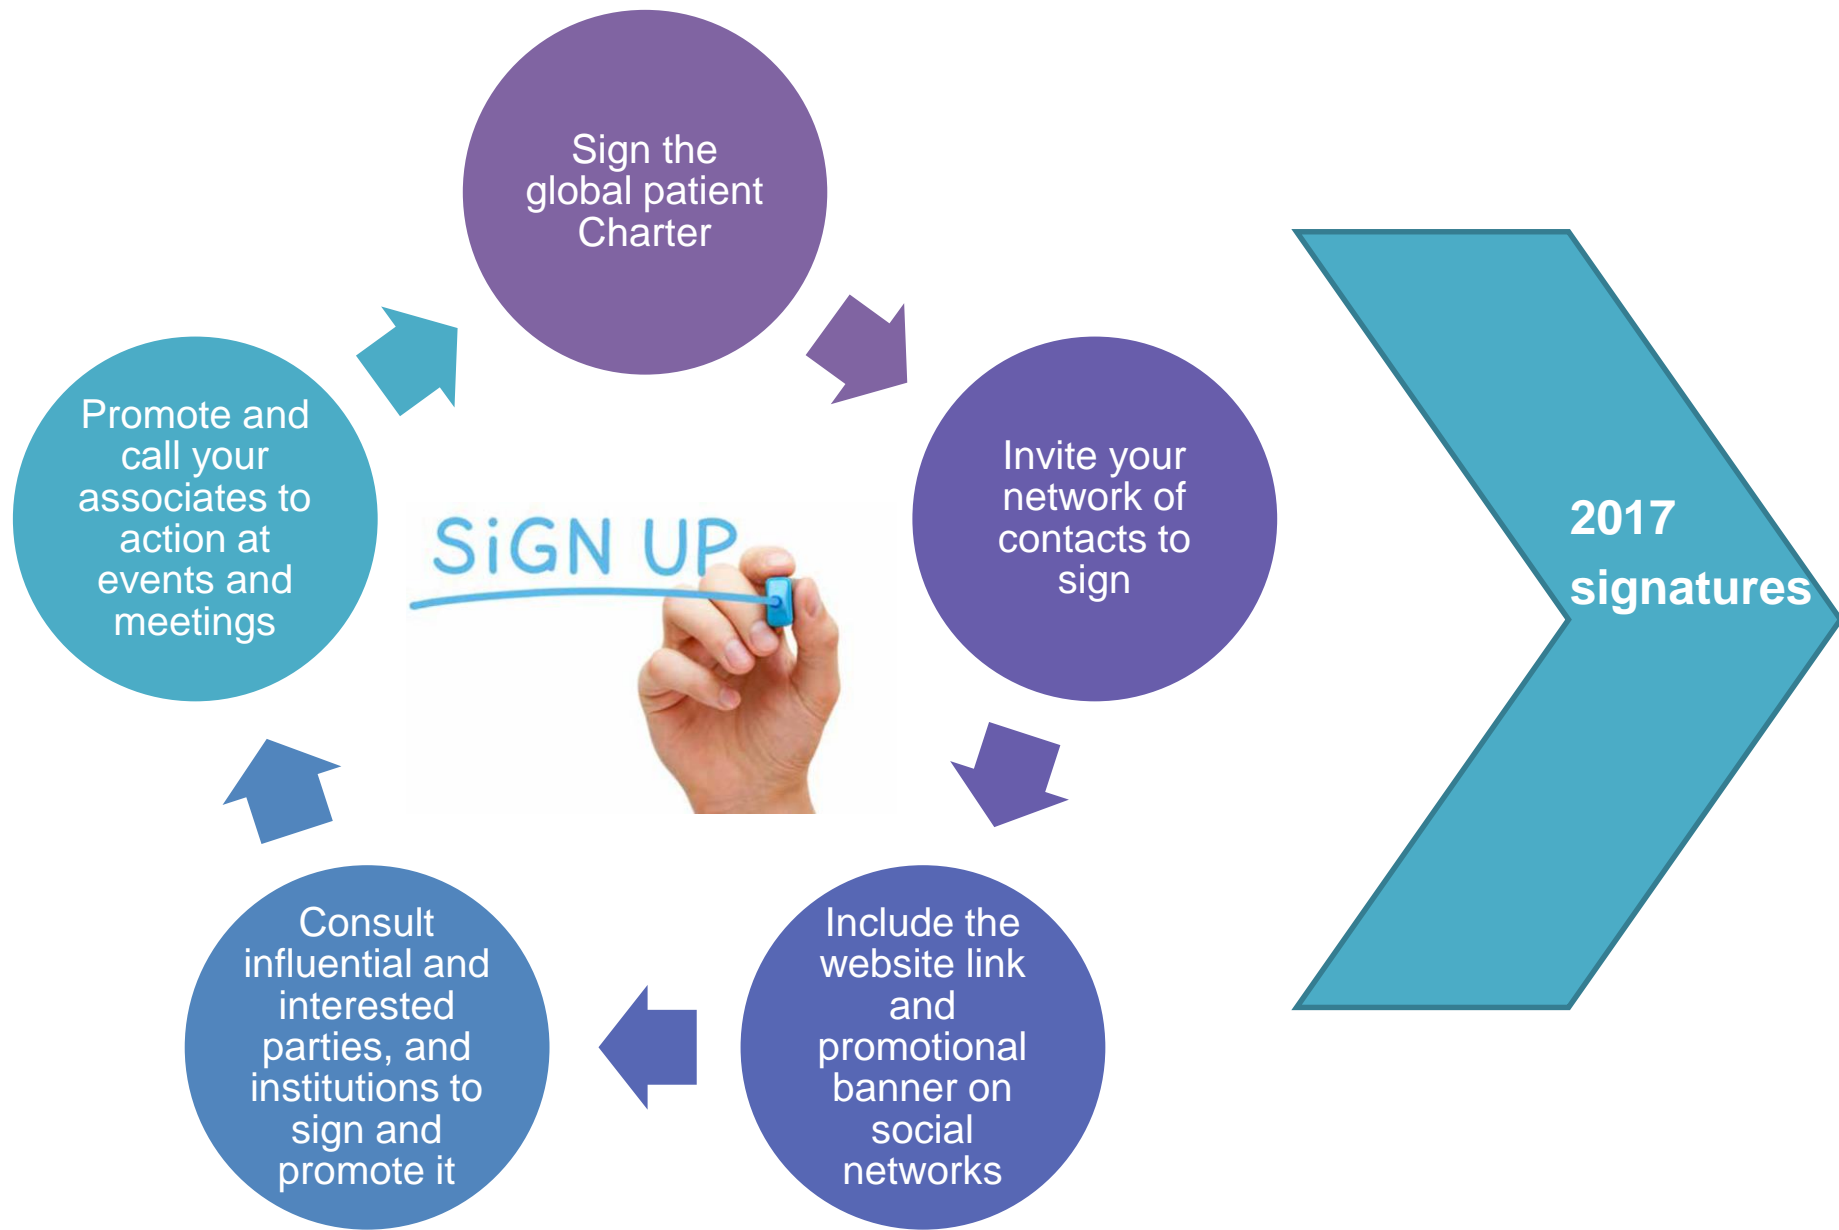 Sign the
global patient
Charter
Invite your
network of
contacts to
sign
Include the
website link
and
promotional
banner on
social
networks
Consult
influential and
interested
parties, and
institutions to
sign and
promote it
Promote and
call your
associates to
action at
events and
meetings
SiGN UP
2017
signatures